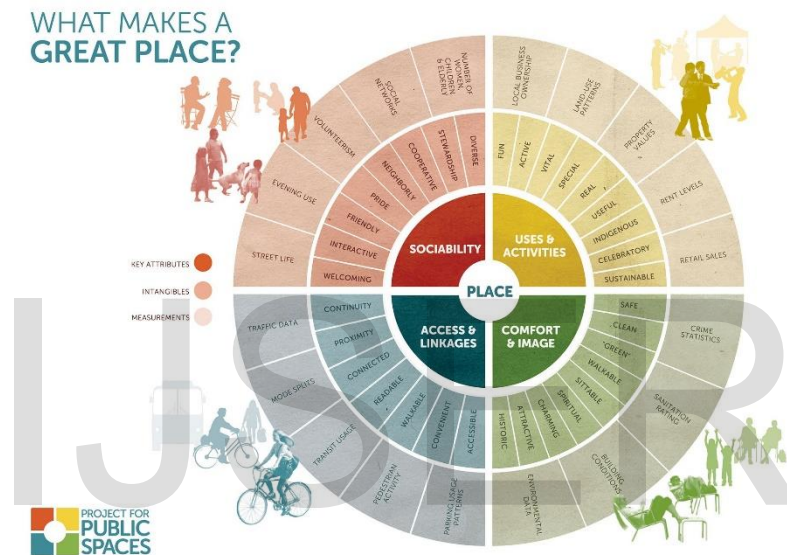 WHAT MAKES A
GREAT PLACE?
KEY ATTRIBUTES
INTANGIBLES
MEASUREMENTS
PLACE
SOCIABILITY
USES &
ACTIVITIES
ACCESS &
LINKAGES
COMFORT
& IMAGE
WELCOMING
INTERACTIVE
FRIENDLY
PRIDE
NEIGHBORLY
COOPERATIVE
STEWARDSHIP
DIVERSE
FUN
ACTIVE
VITAL
SPECIAL
REAL
USEFUL
INDIGENOUS
CELEBRATORY
SUSTAINABLE
SAFE
CLEAN
'GREEN'
WALKABLE
SITTABLE
SPIRITUAL
CHARMING
ATTRACTIVE
HISTORIC
ACCESSIBLE
CONVENIENT
WALKABLE
READABLE
CONNECTED
PROXIMITY
CONTINUITY
STREET LIFE
EVENING USE
VOLUNTEERISM
SOCIAL
NETWORKS
NUMBER OF
WOMEN,
CHILDREN
& ELDERLY
LOCAL BUSINESS
OWNERSHIP
LAND-USE
PATTERNS
PROPERTY
VALUES
RENT LEVELS
RETAIL SALES
CRIME
STATISTICS
SANITATION
RATING
BUILDING
CONDITIONS
ENVIRONMENTAL
DATA
PARKING USAGE
PATTERNS
PEDESTRIAN
ACTIVITY
TRANSIT USAGE
MODE SPLITS
TRAFFIC DATA
IJSER
PROJECT FOR
PUBLIC
SPACES